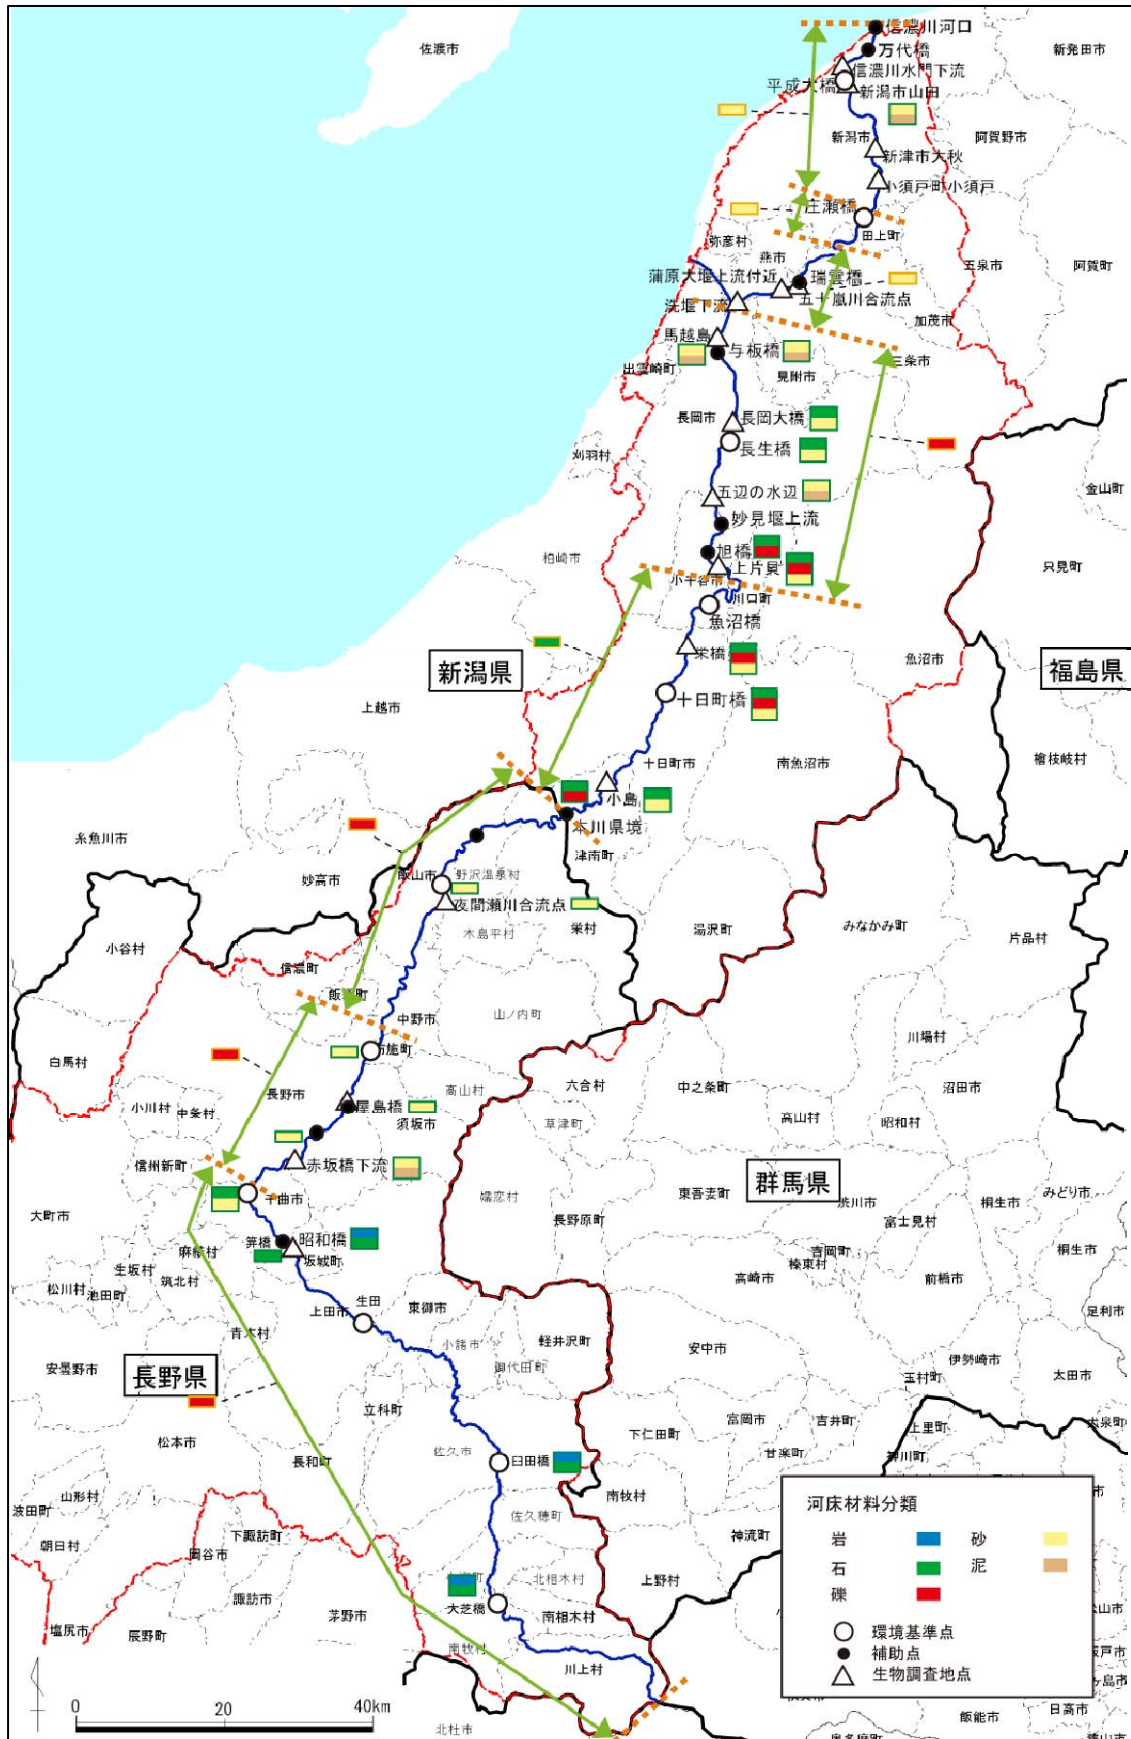 信濃川河口
佐渡市
万代橋
新発田市
信濃川水門下流
平成大橋
新潟市山田
新潟市
阿賀野市
新津市大秋
小須戸町小須戸
庄瀬橋
田上町
弥彦村
燕市
五泉市
阿賀町
蒲原大堰上流付近
瑞雲橋
五十嵐川合流点
洗堰下流
加茂市
馬越島
与板橋
三条市
出雲崎町
見附市
長岡市
長岡大橋
長生橋
刈羽村
金山町
五辺の水辺
妙見堰上流
旭橋
柏崎市
上片貝
只見町
小千谷市
川口町
魚沼橋
栄橋
魚沼市
新潟県
福島県
十日町橋
上越市
十日町市
南魚沼市
檜枝岐村
小島
本川県境
糸魚川市
津南町
妙高市
飯山市
野沢温泉村
夜間瀬川合流点
小谷村
木島平村
栄村
湯沢町
みなかみ町
片品村
信濃町
中野市
山ノ内町
川場村
白馬村
長野市
高山村
六合村
中之条町
沼田市
小川村
中条村
屋島橋
須坂市
草津町
高山村
昭和村
信州新町
赤坂橋下流
群馬県
千曲市
嬬恋村
東吾妻町
渋川市
桐生市
みどり市
大町市
長野原町
富士見村
笄橋
昭和橋
麻績村
坂城町
吉岡町
榛東村
桐生市
生坂村
筑北村
高崎市
前橋市
松川村
池田町
上田市
生田
東御市
足利市
青木村
小諸市
軽井沢町
安中市
安曇野市
御代田町
伊勢崎市
太田市
長野県
玉村町
立科町
富岡市
吉井町
上里町
大泉町
松本市
佐久市
下仁田町
甘楽町
神川町
長和町
臼田橋
山形村
南牧村
波田町
佐久穂町
神流町
朝日村
下諏訪町
岡谷市
河床材料分類
岩
砂
石
泥
礫
北相木村
上野村
諏訪市
茅野市
大芝橋
南相木村
塩尻市
辰野町
環境基準点
補助点
生物調査地点
南牧村
川上村
0
20
40km
北杜市
飯能市
日高市